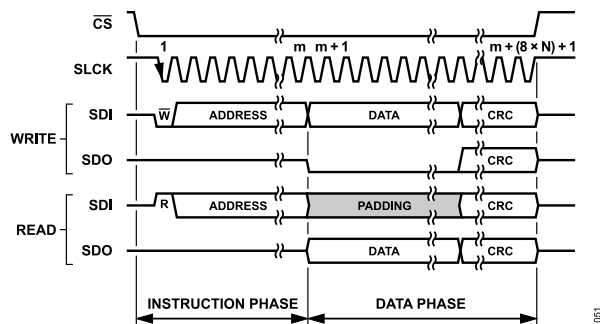 CS
1 m m + 1 m + (8 × N) + 1
SLCK
SDI W ADDRESS DATA CRC
WRITE
SDO CRC
SDI R ADDRESS PADDING CRC
READ
SDO DATA CRC
INSTRUCTION PHASE DATA PHASE
051